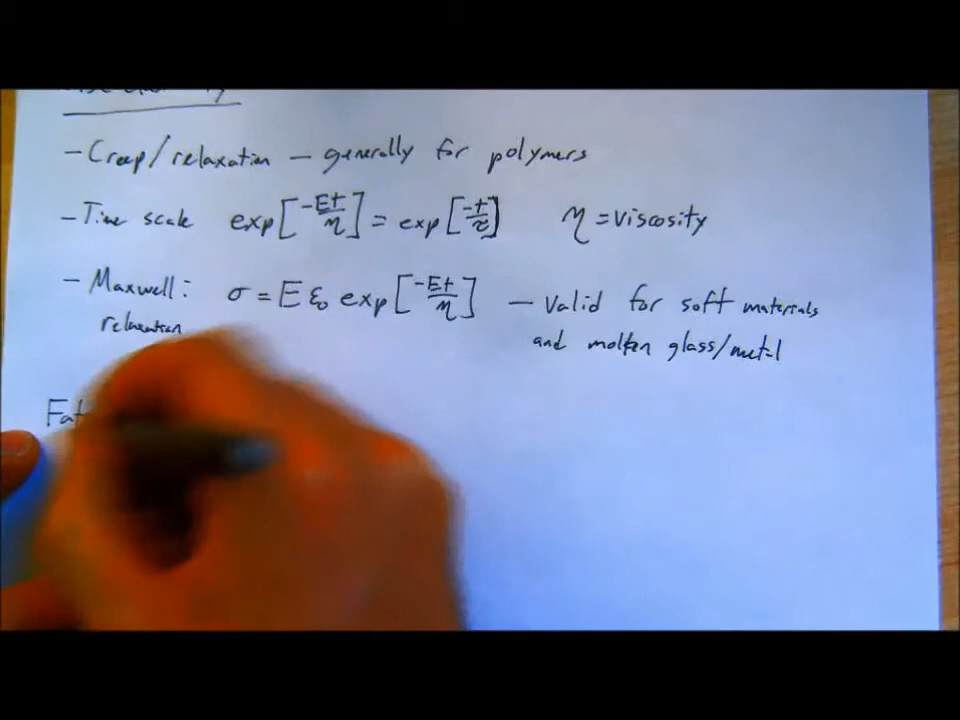 - Creep/relaxation - generally for polymers
- Time scale exp[-Et/η] = exp[-t/τ] η = viscosity
- Maxwell: σ = E ε₀ exp[-Et/η] - valid for soft materials
relaxation and molten glass/metal
Fat